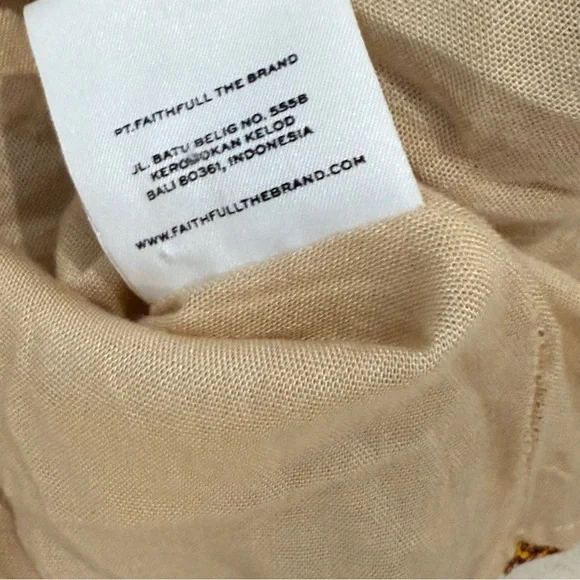 PT.FAITHFULL THE BRAND
JL. BATU BELIG NO. 555B
KEROBOKAN KELOD
BALI 80361, INDONESIA
WWW.FAITHFULLTHEBRAND.COM